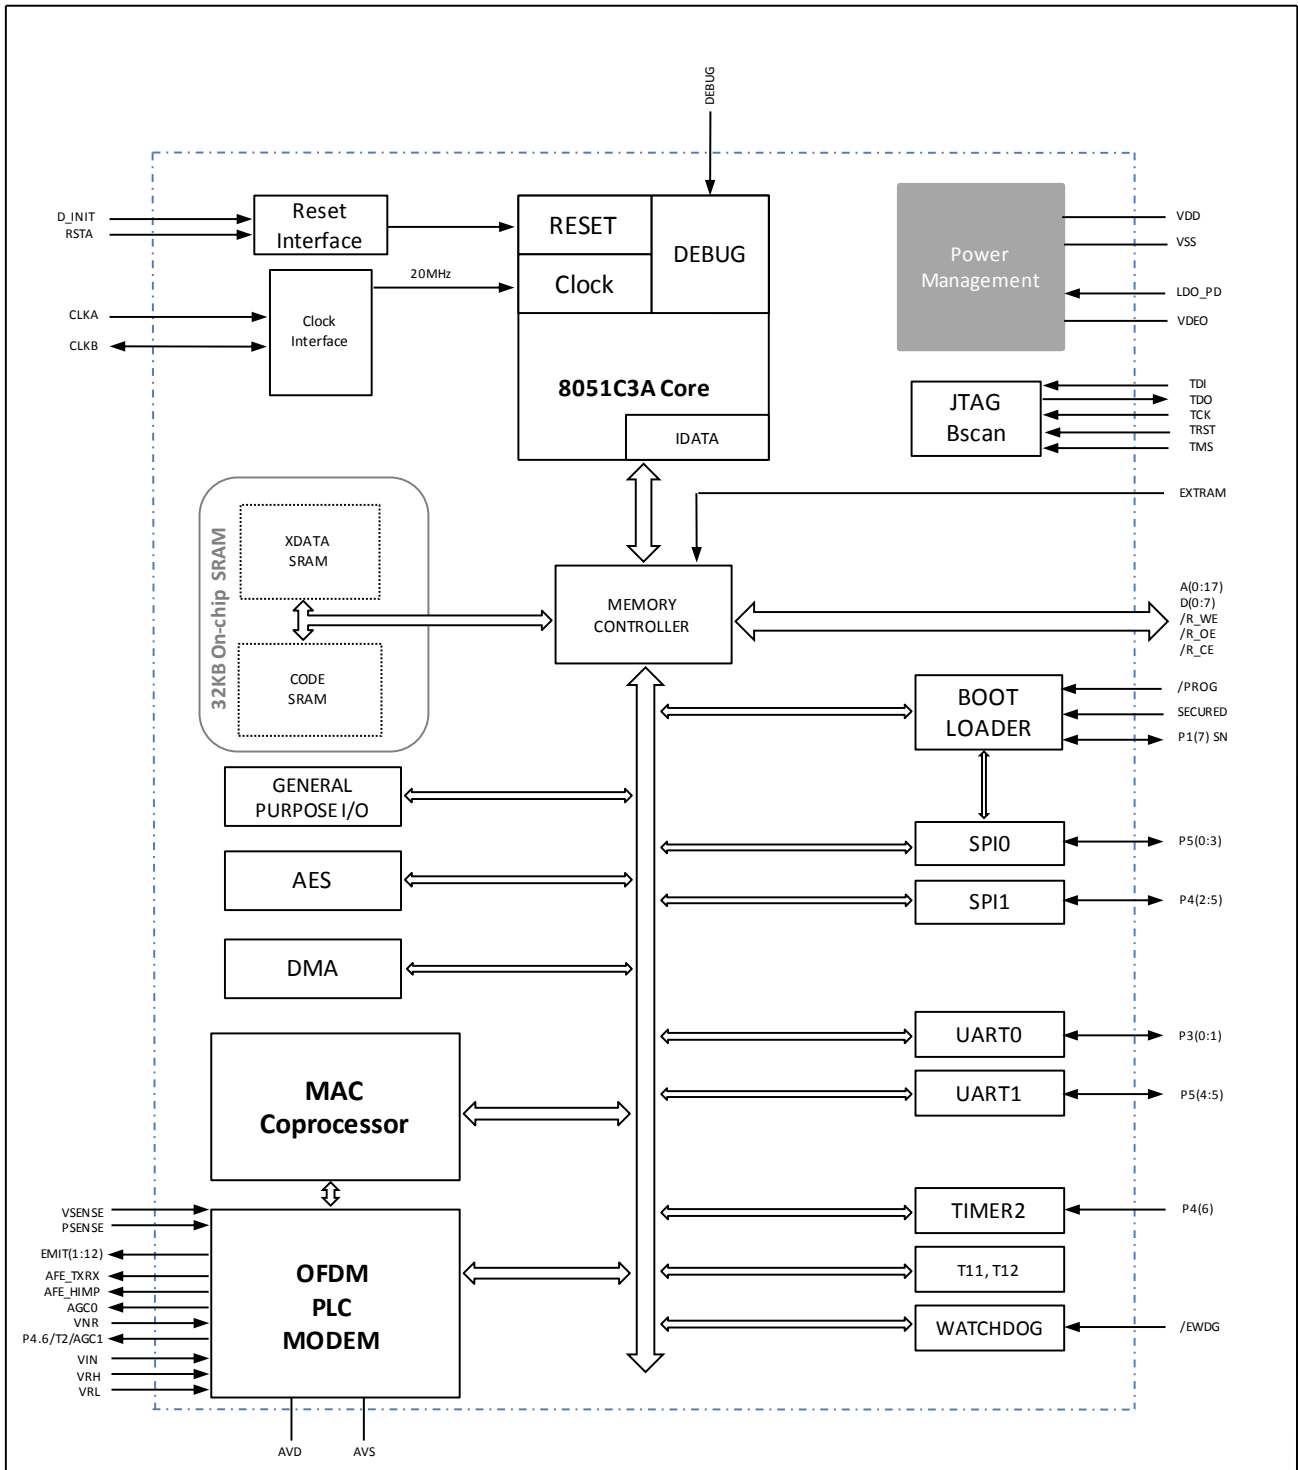 DEBUG
D_INIT
RSTA
Reset
Interface
RESET
DEBUG
Clock
20MHz
CLKA
CLKB
Clock
Interface
8051C3A Core
IDATA
Power
Management
VDD
VSS
LDO_PD
VDEO
JTAG
Bscan
TDI
TDO
TCK
TRST
TMS
EXTRAM
32KB On-chip SRAM
XDATA
SRAM
CODE
SRAM
MEMORY
CONTROLLER
A(0:17)
D(0:7)
/R_WE
/R_OE
/R_CE
BOOT
LOADER
/PROG
SECURED
P1(7) SN
GENERAL
PURPOSE I/O
SPI0
P5(0:3)
AES
SPI1
P4(2:5)
DMA
UART0
P3(0:1)
MAC
Coprocessor
UART1
P5(4:5)
VSENSE
PSENSE
EMIT(1:12)
AFE_TXRX
AFE_HIMP
AGC0
VNR
P4.6/T2/AGC1
VIN
VRH
VRL
OFDM
PLC
MODEM
TIMER2
P4(6)
T11, T12
WATCHDOG
/EWDG
AVD
AVS